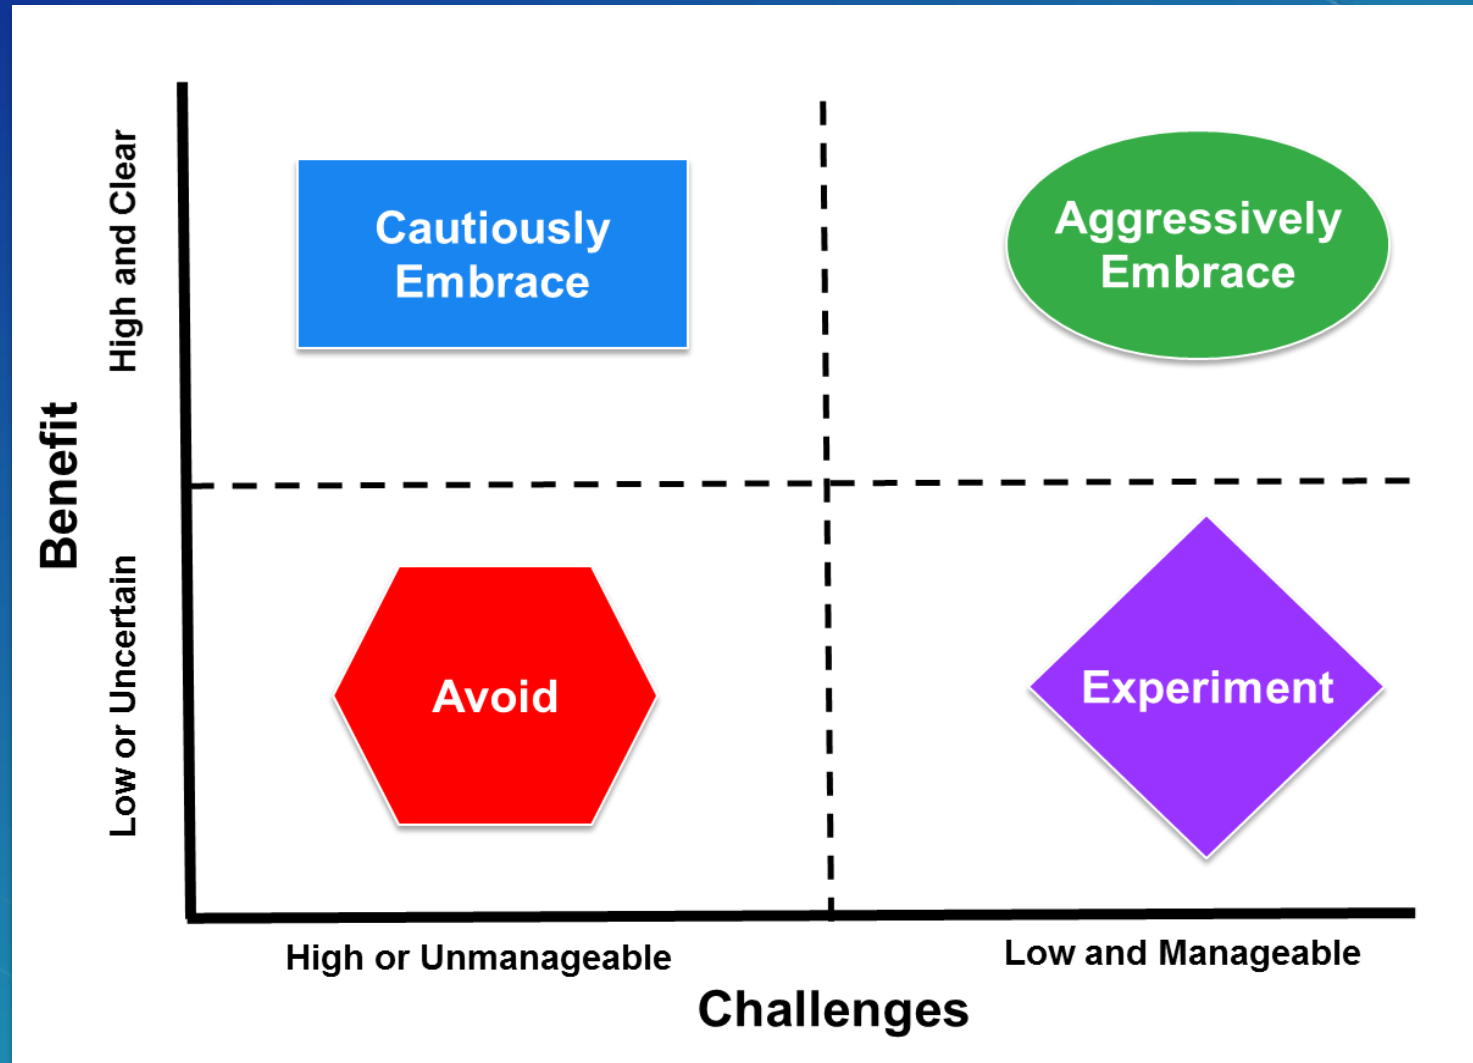 High and Clear
Cautiously
Embrace
Aggressively
Embrace
Benefit
Low or Uncertain
Avoid
Experiment
High or Unmanageable
Low and Manageable
Challenges